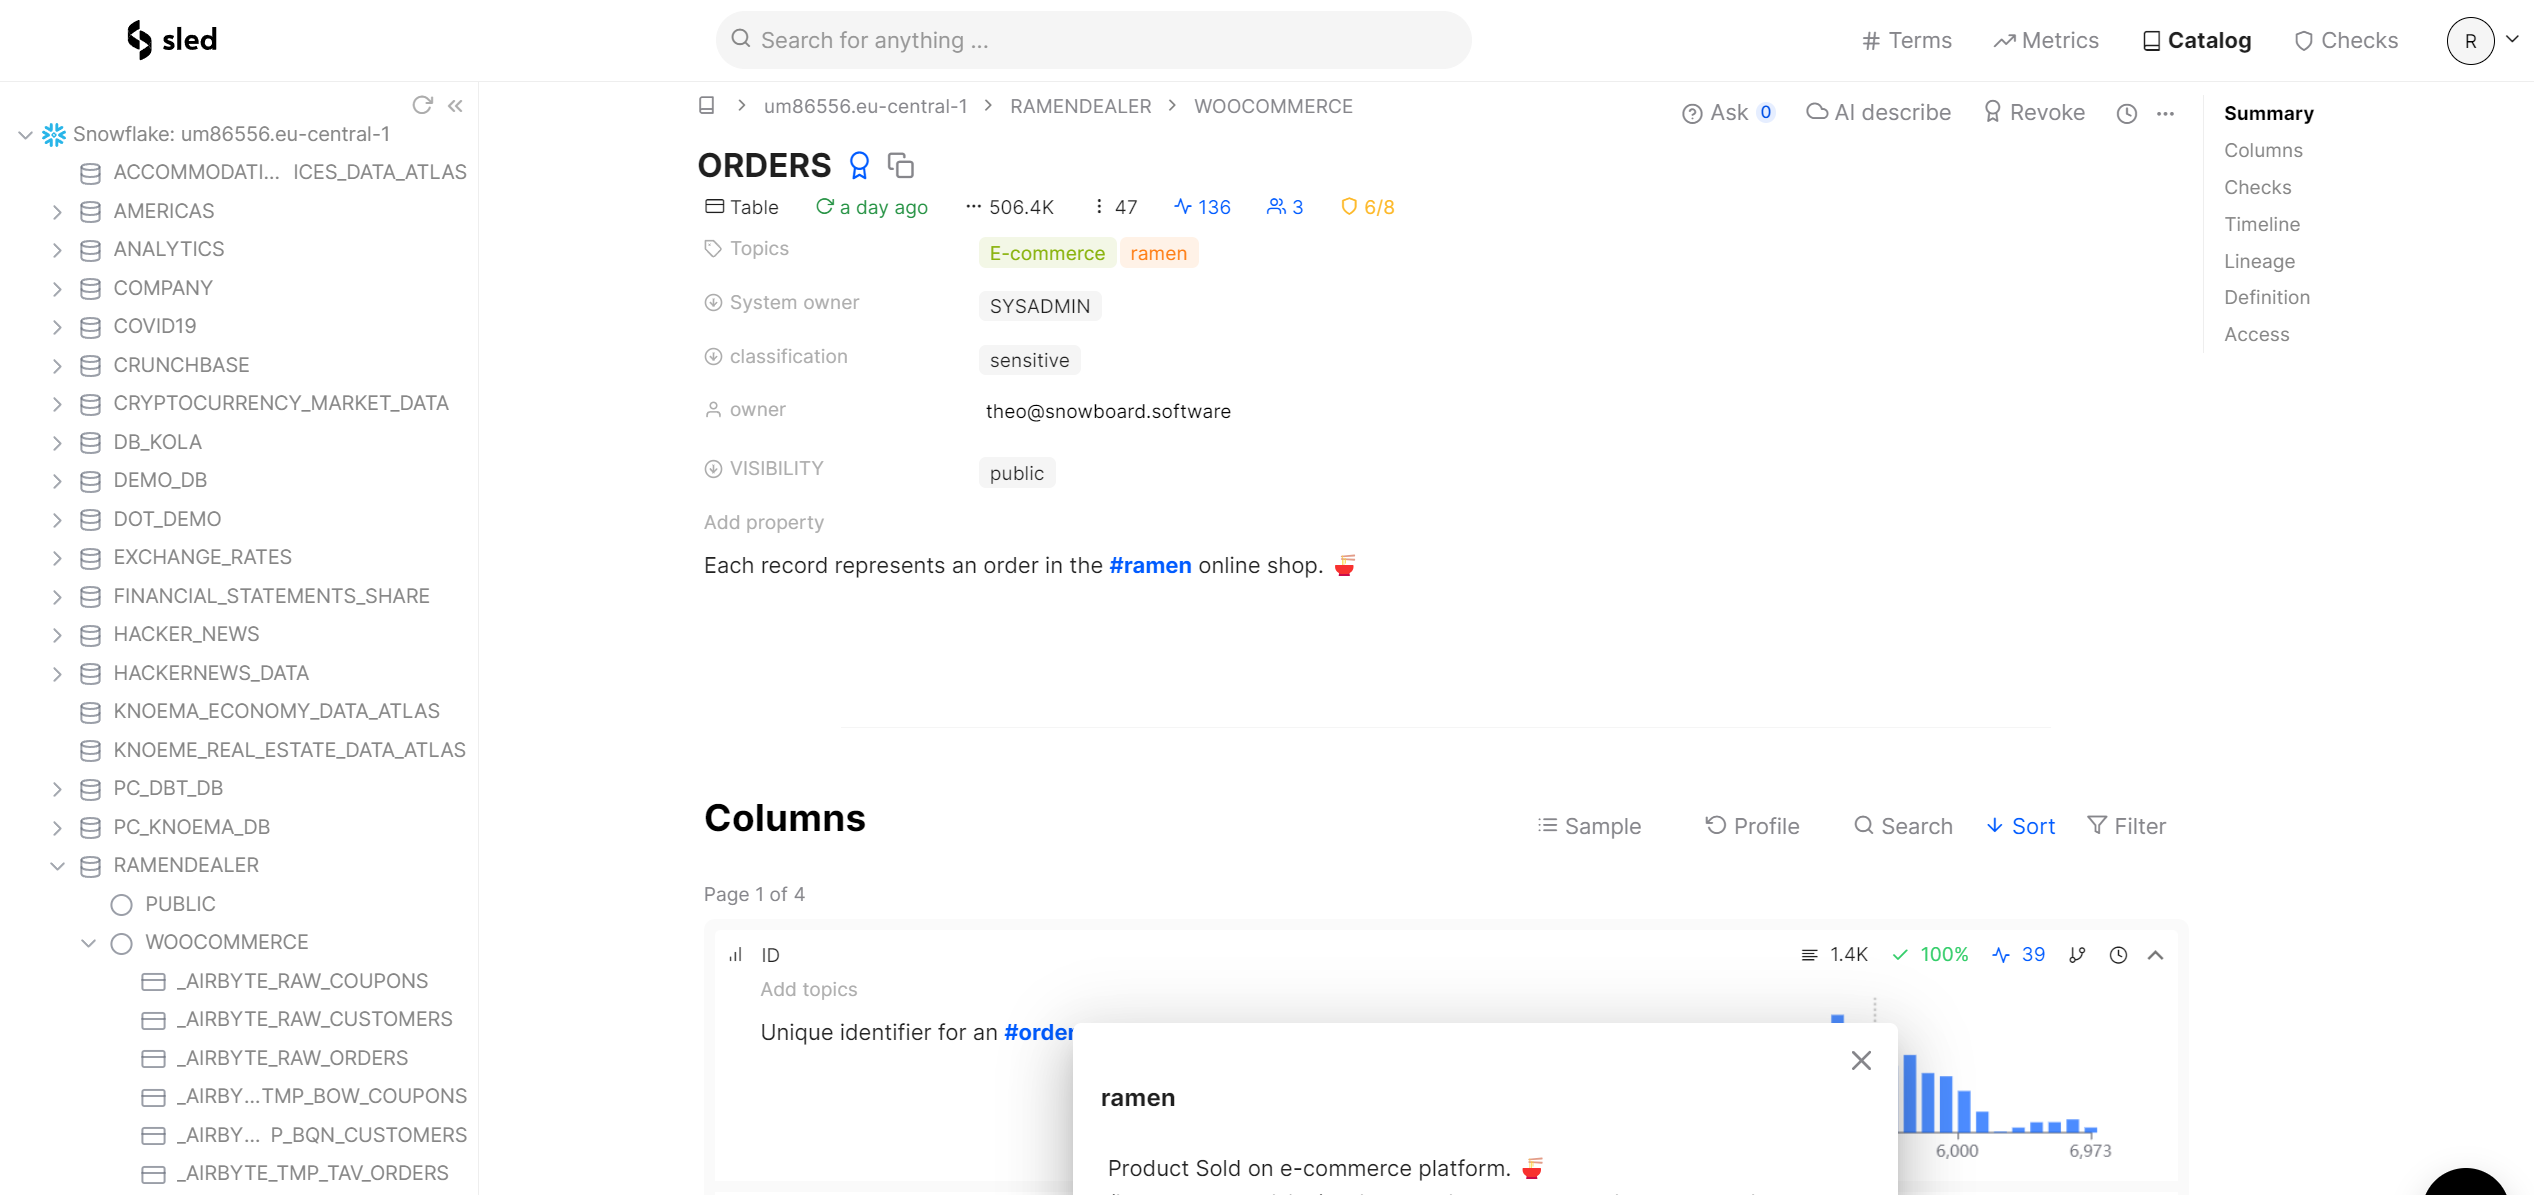 sled
Search for anything ...
Terms
Metrics
Catalog
Checks
R
Snowflake: um86556.eu-central-1
ACCOMMODATI... ICES_DATA_ATLAS
AMERICAS
ANALYTICS
COMPANY
COVID19
CRUNCHBASE
CRYPTOCURRENCY_MARKET_DATA
DB_KOLA
DEMO_DB
DOT_DEMO
EXCHANGE_RATES
FINANCIAL_STATEMENTS_SHARE
HACKER_NEWS
HACKERNEWS_DATA
KNOEMA_ECONOMY_DATA_ATLAS
KNOEME_REAL_ESTATE_DATA_ATLAS
PC_DBT_DB
PC_KNOEMA_DB
RAMENDEALER
PUBLIC
WOOCOMMERCE
_AIRBYTE_RAW_COUPONS
_AIRBYTE_RAW_CUSTOMERS
_AIRBYTE_RAW_ORDERS
_AIRBY...TMP_BOW_COUPONS
_AIRBY... P_BQN_CUSTOMERS
_AIRBYTE_TMP_TAV_ORDERS
um86556.eu-central-1 > RAMENDEALER > WOOCOMMERCE
Ask 0
AI describe
Revoke
ORDERS
Table a day ago 506.4K 47 136 3 6/8
Topics E-commerce ramen
System owner SYSADMIN
classification sensitive
owner theo@snowboard.software
VISIBILITY public
Add property
Each record represents an order in the #ramen online shop.
Columns
Sample Profile Search Sort Filter
Page 1 of 4
ID 1.4K 100% 39
Add topics
Unique identifier for an #order
6,000 6,973
ramen
Product Sold on e-commerce platform.
Summary
Columns
Checks
Timeline
Lineage
Definition
Access